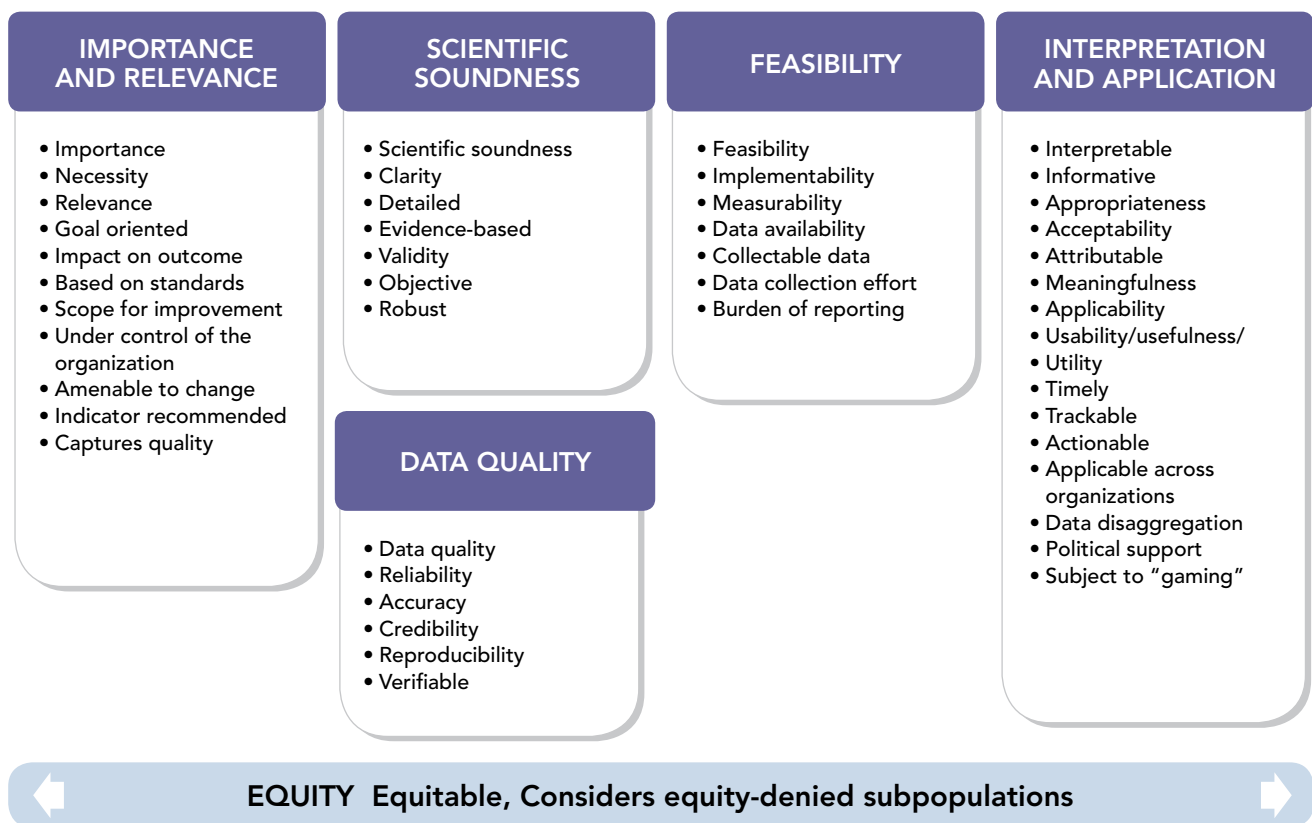 IMPORTANCE
AND RELEVANCE
• Importance
• Necessity
• Relevance
• Goal oriented
• Impact on outcome
• Based on standards
• Scope for improvement
• Under control of the
organization
• Amenable to change
• Indicator recommended
• Captures quality
SCIENTIFIC
SOUNDNESS
• Scientific soundness
• Clarity
• Detailed
• Evidence-based
• Validity
• Objective
• Robust
DATA QUALITY
• Data quality
• Reliability
• Accuracy
• Credibility
• Reproducibility
• Verifiable
FEASIBILITY
• Feasibility
• Implementability
• Measurability
• Data availability
• Collectable data
• Data collection effort
• Burden of reporting
INTERPRETATION
AND APPLICATION
• Interpretable
• Informative
• Appropriateness
• Acceptability
• Attributable
• Meaningfulness
• Applicability
• Usability/usefulness/
• Utility
• Timely
• Trackable
• Actionable
• Applicable across
organizations
• Data disaggregation
• Political support
• Subject to “gaming”
EQUITY Equitable, Considers equity-denied subpopulations